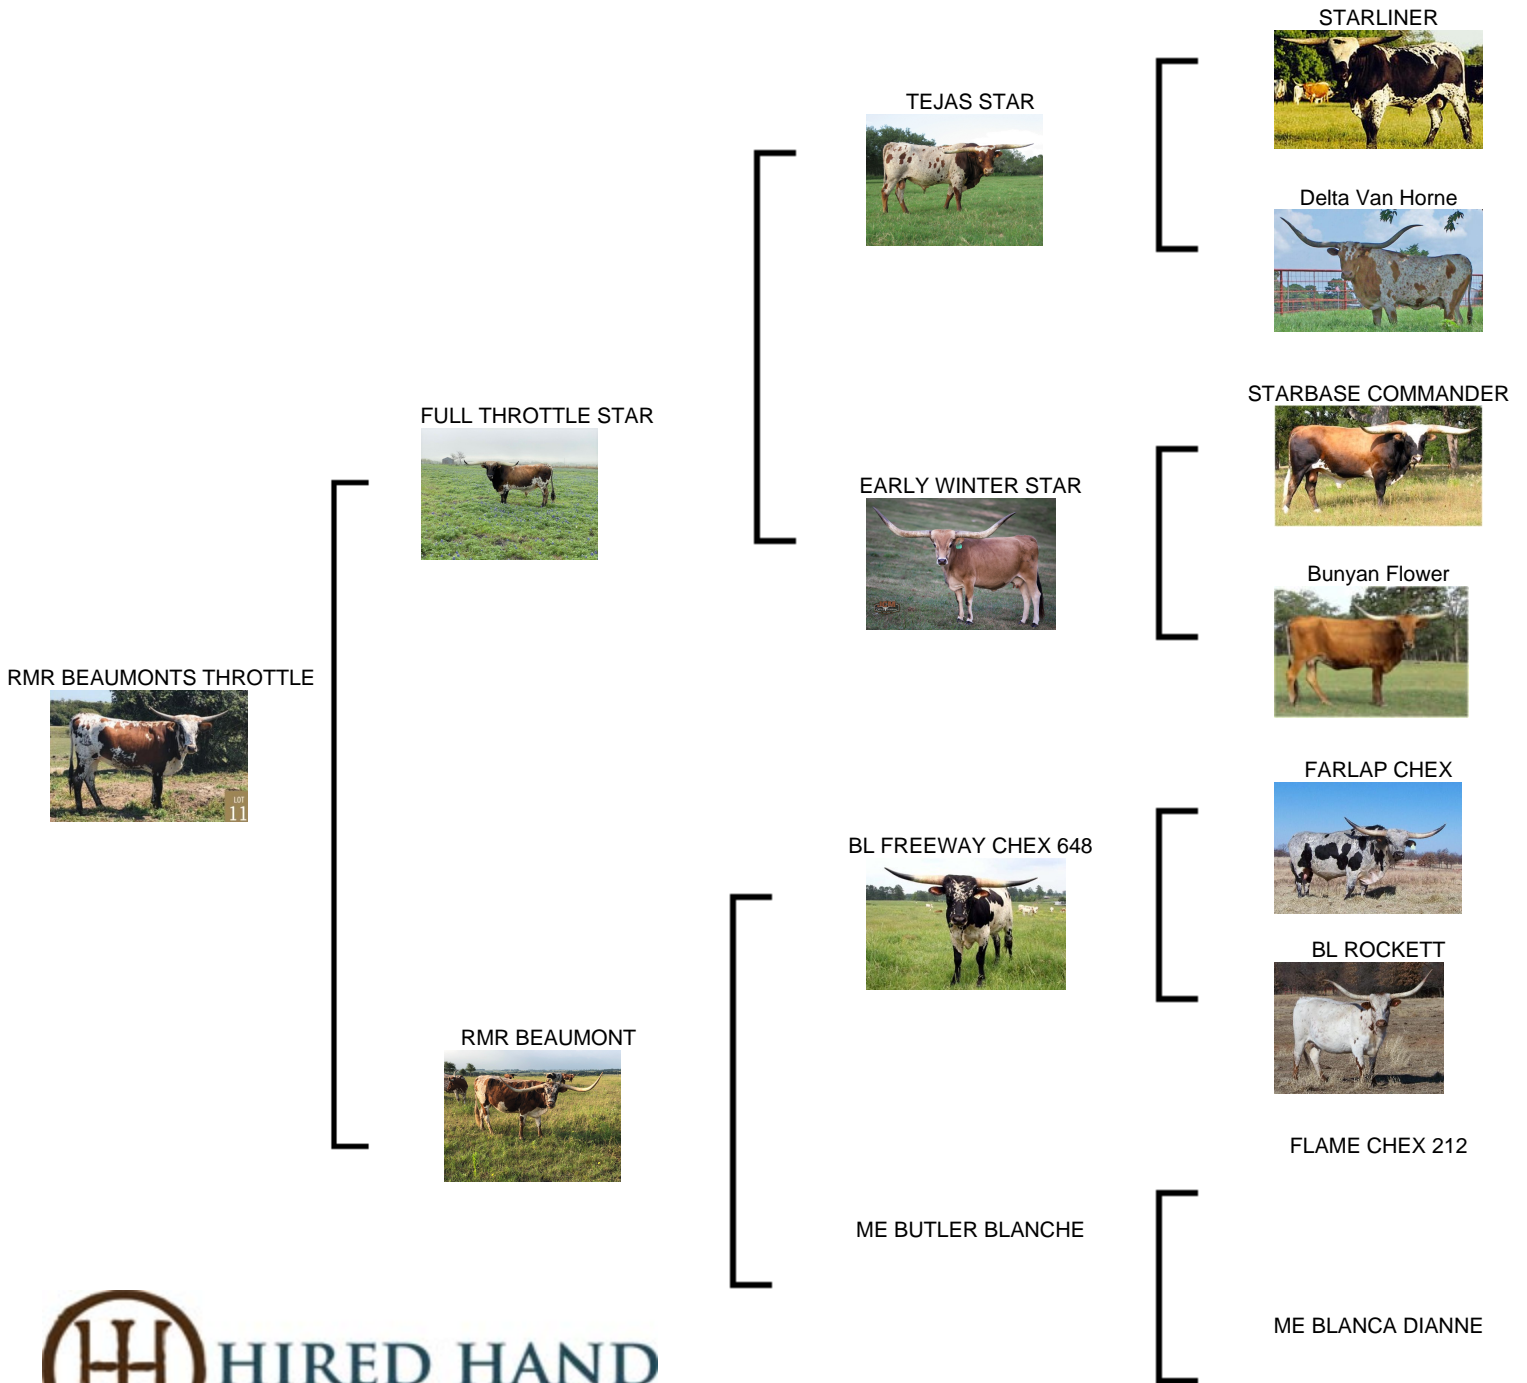 STARLINER
TEJAS STAR
Delta Van Horne
STARBASE COMMANDER
FULL THROTTLE STAR
EARLY WINTER STAR
Bunyan Flower
RMR BEAUMONTS THROTTLE
LOT
11
FARLAP CHEX
BL FREEWAY CHEX 648
BL ROCKETT
RMR BEAUMONT
FLAME CHEX 212
ME BUTLER BLANCHE
ME BLANCA DIANNE
HIRED HAND